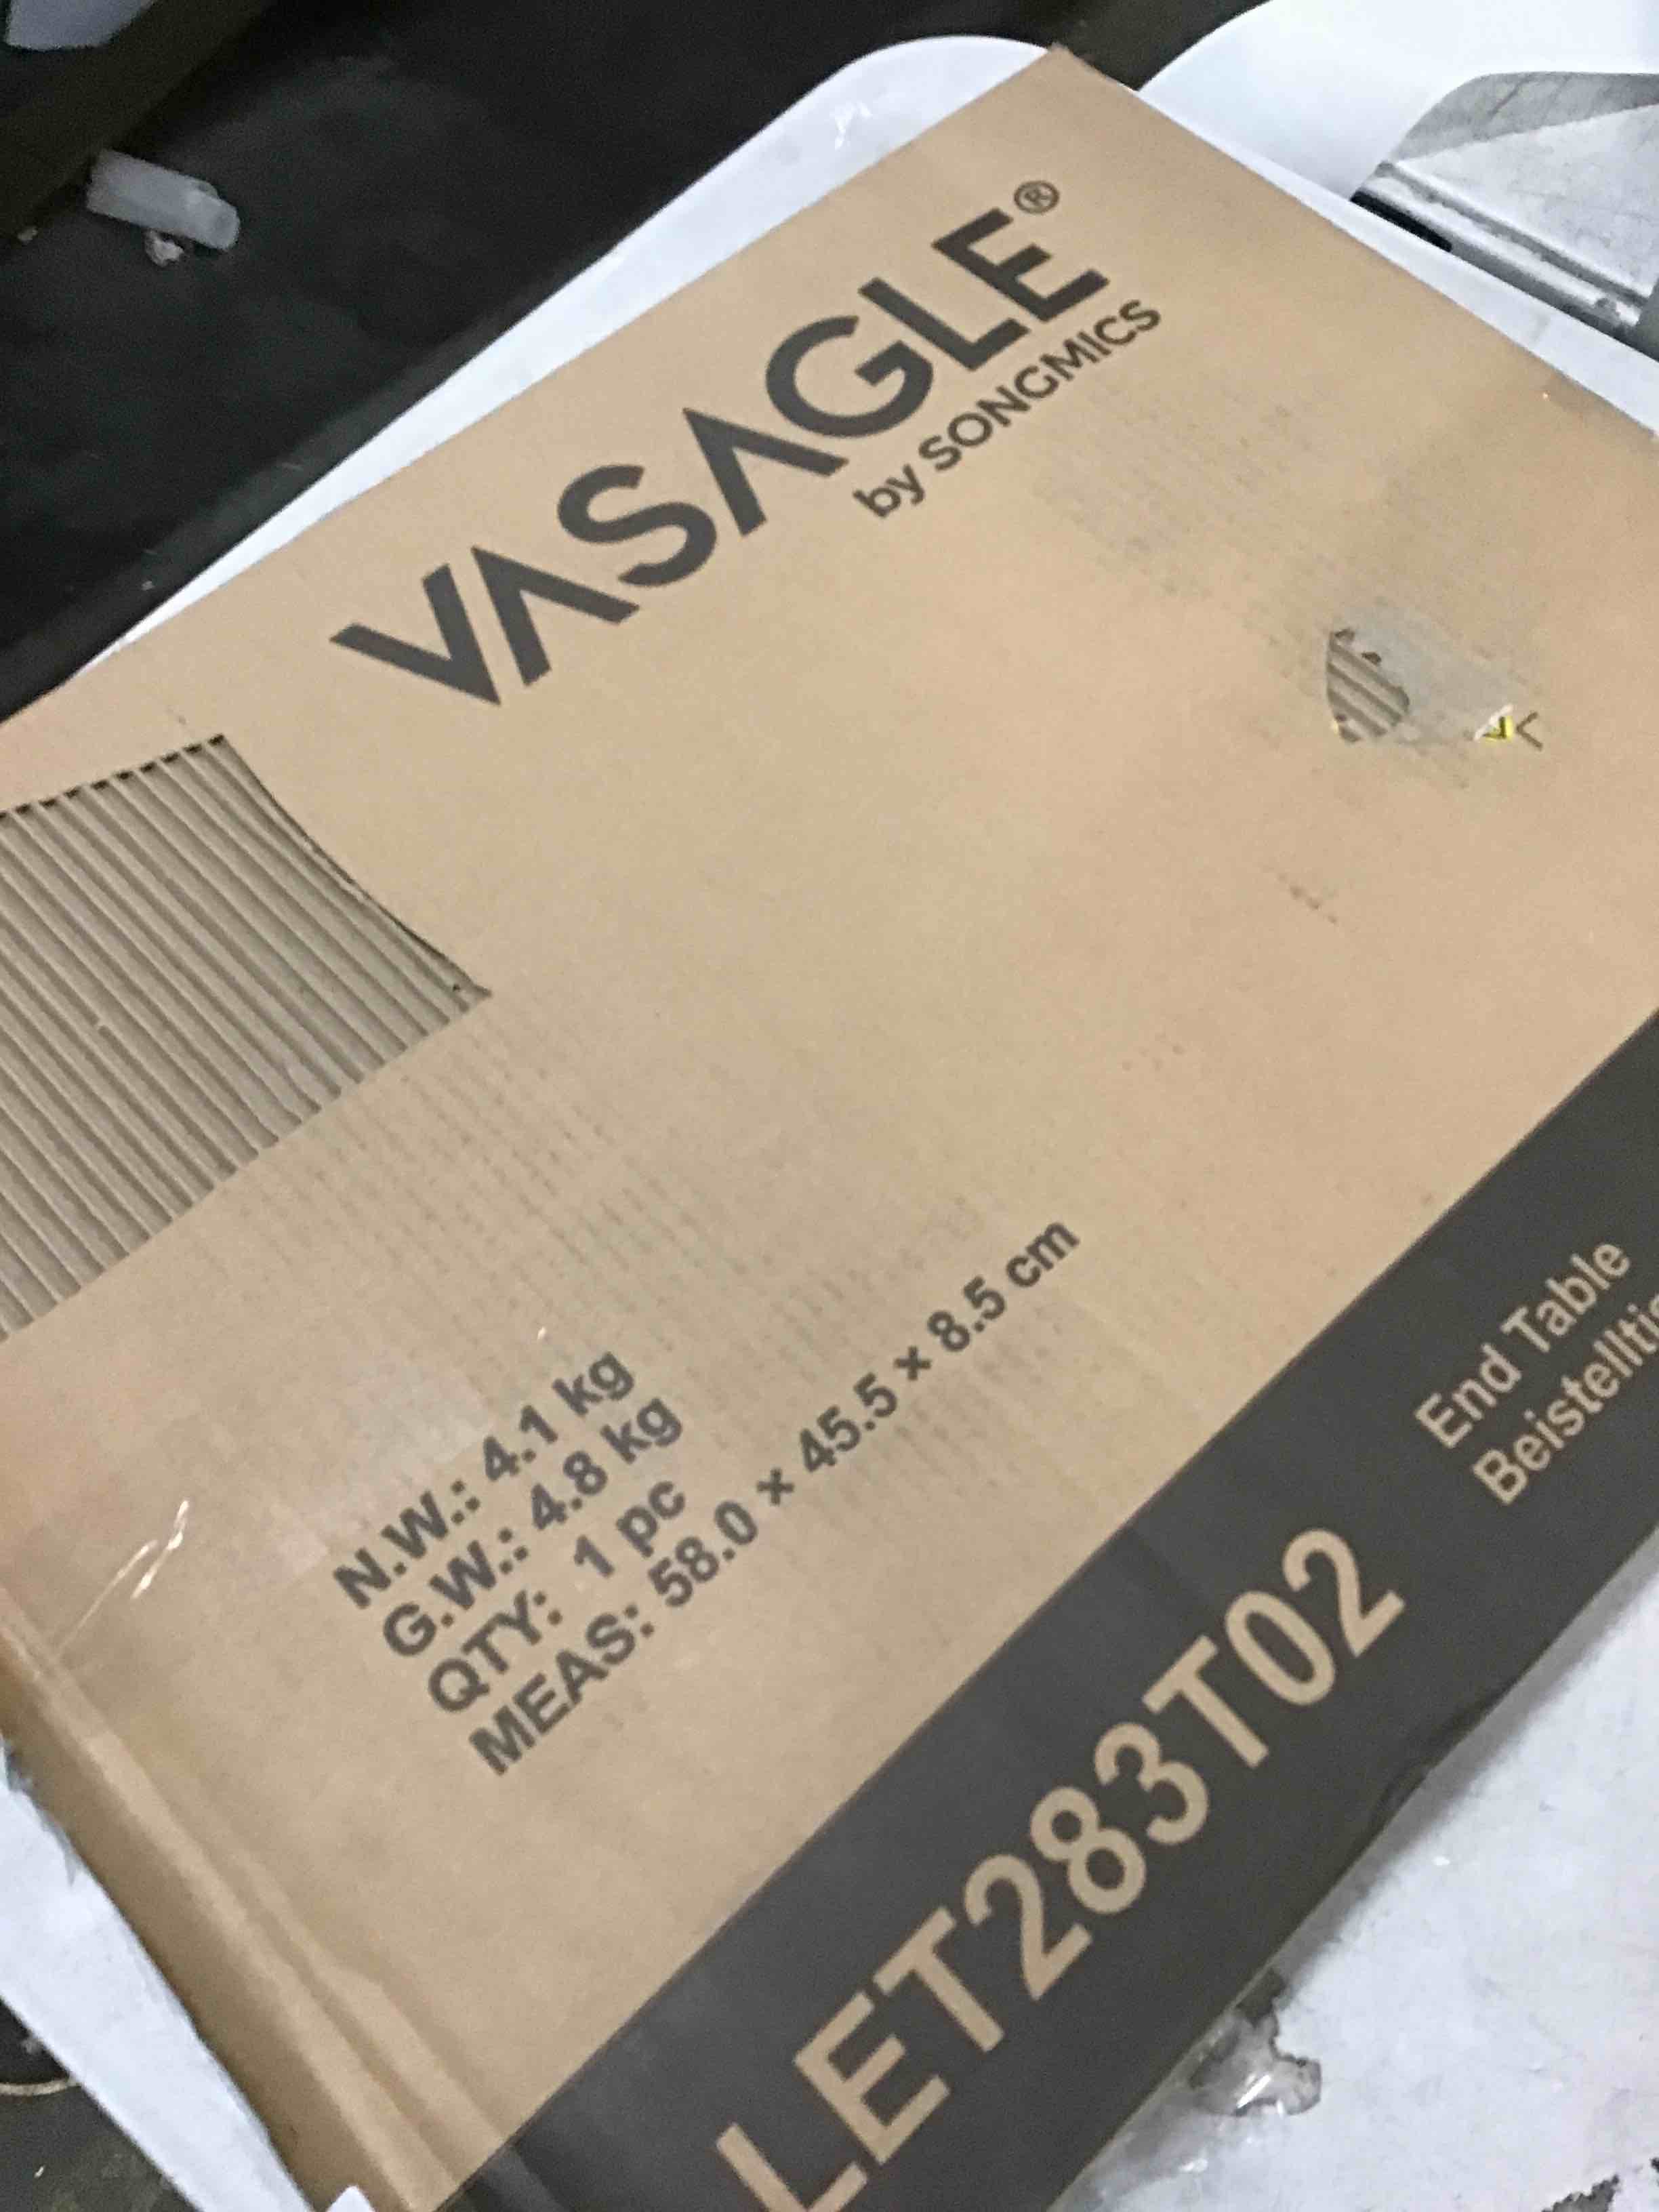 VASAGLE®
by SONGMICS
N.W.: 4.1 kg
G.W.: 4.8 kg
QTY: 1 pc
MEAS: 58.0 × 45.5 × 8.5 cm
LET283T02
End Table